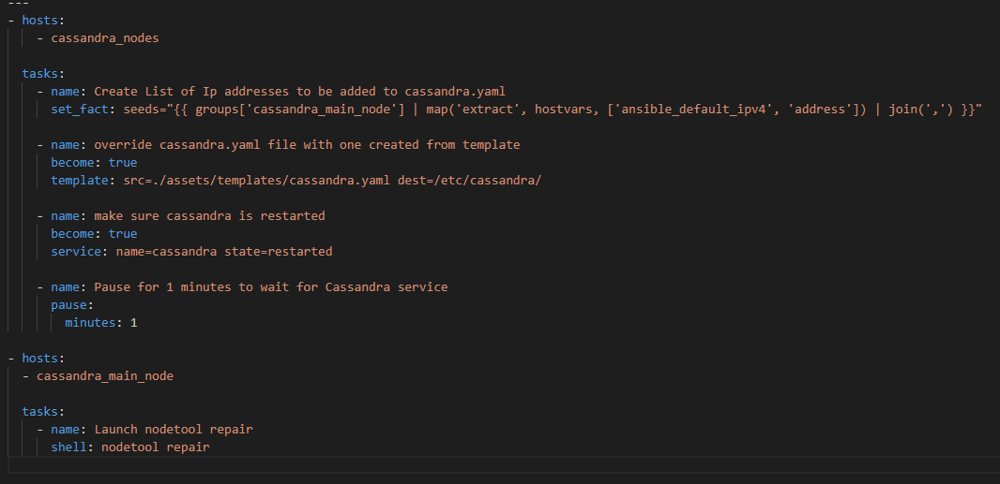 ---
- hosts:
    - cassandra_nodes
  tasks:
    - name: Create List of Ip addresses to be added to cassandra.yaml
      set_fact: seeds="{{ groups['cassandra_main_node'] | map('extract', hostvars, ['ansible_default_ipv4', 'address']) | join(',') }}"
    - name: override cassandra.yaml file with one created from template
      become: true
      template: src=./assets/templates/cassandra.yaml dest=/etc/cassandra/
    - name: make sure cassandra is restarted
      become: true
      service: name=cassandra state=restarted
    - name: Pause for 1 minutes to wait for Cassandra service
      pause:
        minutes: 1
- hosts:
  - cassandra_main_node
  tasks:
    - name: Launch nodetool repair
      shell: nodetool repair